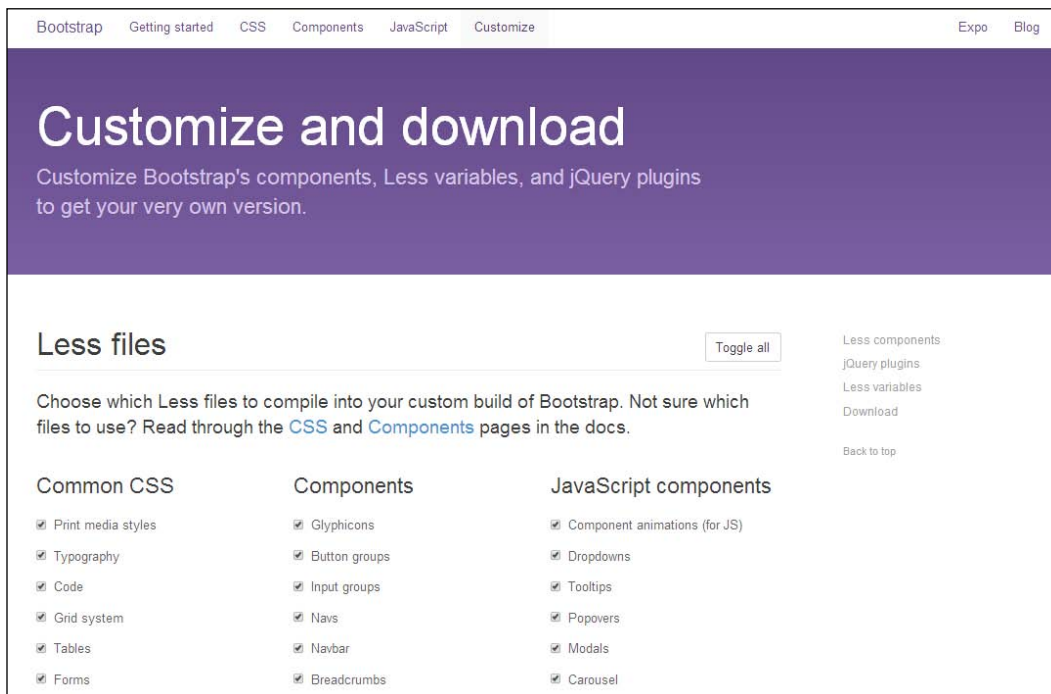 Bootstrap Getting started CSS Components JavaScript Customize Expo Blog
Customize and download
Customize Bootstrap's components, Less variables, and jQuery plugins
to get your very own version.
Less files
Toggle all
Choose which Less files to compile into your custom build of Bootstrap. Not sure which
files to use? Read through the CSS and Components pages in the docs.
Common CSS
Print media styles
Typography
Code
Grid system
Tables
Forms
Components
Glyphicons
Button groups
Input groups
Navs
Navbar
Breadcrumbs
JavaScript components
Component animations (for JS)
Dropdowns
Tooltips
Popovers
Modals
Carousel
Less components
jQuery plugins
Less variables
Download
Back to top